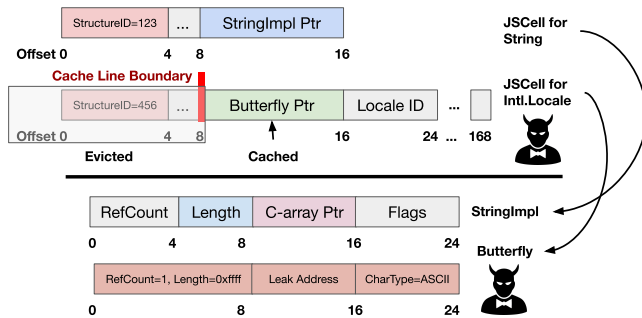 StructureID=123 ... StringImpl Ptr
JSCell for
String
Offset 0 4 8 16
Cache Line Boundary
JSCell for
Intl.Locale
StructureID=456 ... Butterfly Ptr Locale ID ...
Offset 0 4 8 16 24 ... 168
Evicted Cached
RefCount Length C-array Ptr Flags StringImpl
0 4 8 16 24
Butterfly
RefCount=1, Length=0xffff Leak Address CharType=ASCII
0 8 16 24